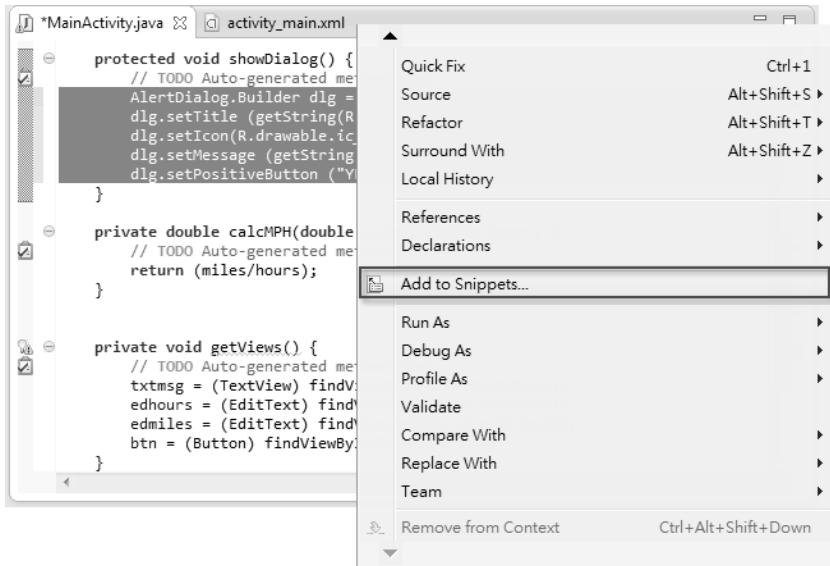 *MainActivity.java
activity_main.xml
protected void showDialog() {
// TODO Auto-generated me
AlertDialog.Builder dlg =
dlg.setTitle (getString(R
dlg.setIcon(R.drawable.ic_
dlg.setMessage (getString
dlg.setPositiveButton ("Y
}
private double calcMPH(double
// TODO Auto-generated me
return (miles/hours);
}
private void getViews() {
// TODO Auto-generated me
txtmsg = (TextView) findV
edhours = (EditText) find
edmiles = (EditText) find
btn = (Button) findViewBy
}
Quick Fix Ctrl+1
Source Alt+Shift+S
Refactor Alt+Shift+T
Surround With Alt+Shift+Z
Local History
References
Declarations
Add to Snippets...
Run As
Debug As
Profile As
Validate
Compare With
Replace With
Team
Remove from Context Ctrl+Alt+Shift+Down